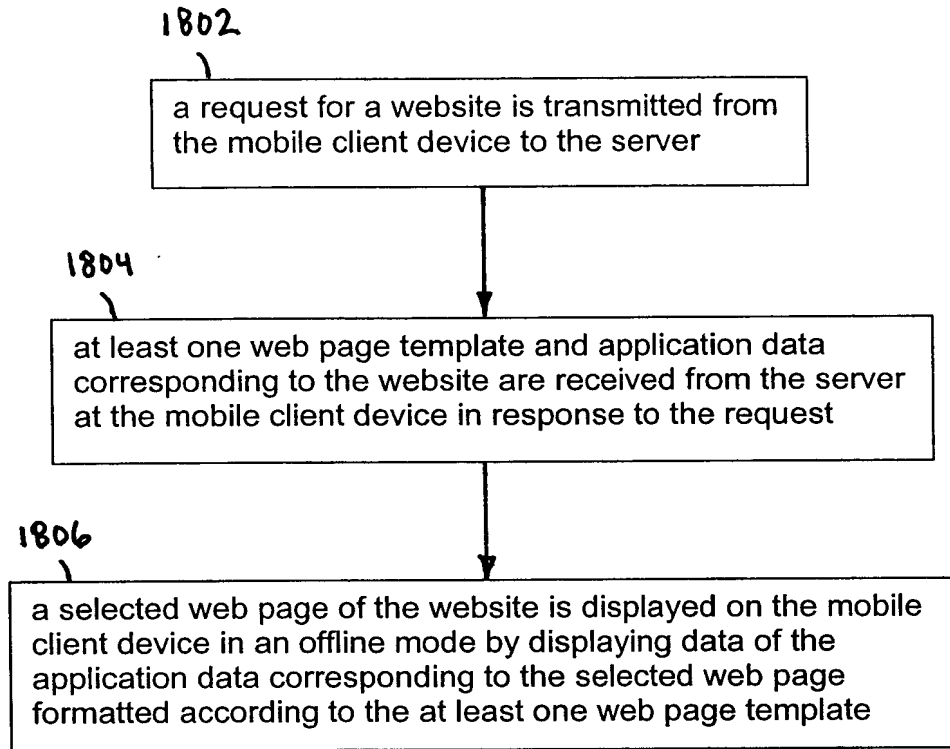 1802
a request for a website is transmitted from
the mobile client device to the server
1804
at least one web page template and application data
corresponding to the website are received from the server
at the mobile client device in response to the request
1806
a selected web page of the website is displayed on the mobile
client device in an offline mode by displaying data of the
application data corresponding to the selected web page
formatted according to the at least one web page template